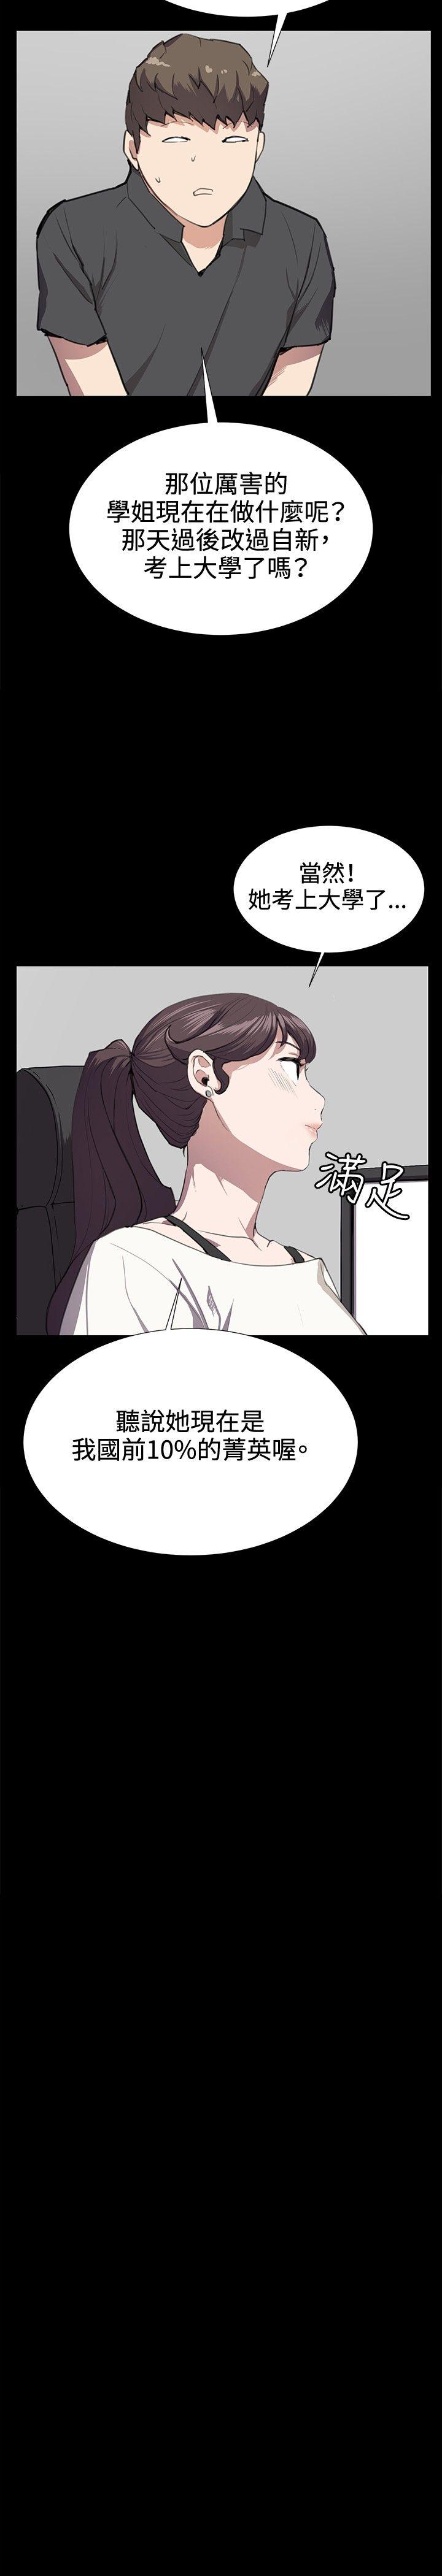 那位厲害的
學姐現在在做什麼呢?
那天過後改過自新,
考上大學了嗎?
當然!
她考上大學了...
滿足
聽說她現在是
我國前10%的菁英喔。